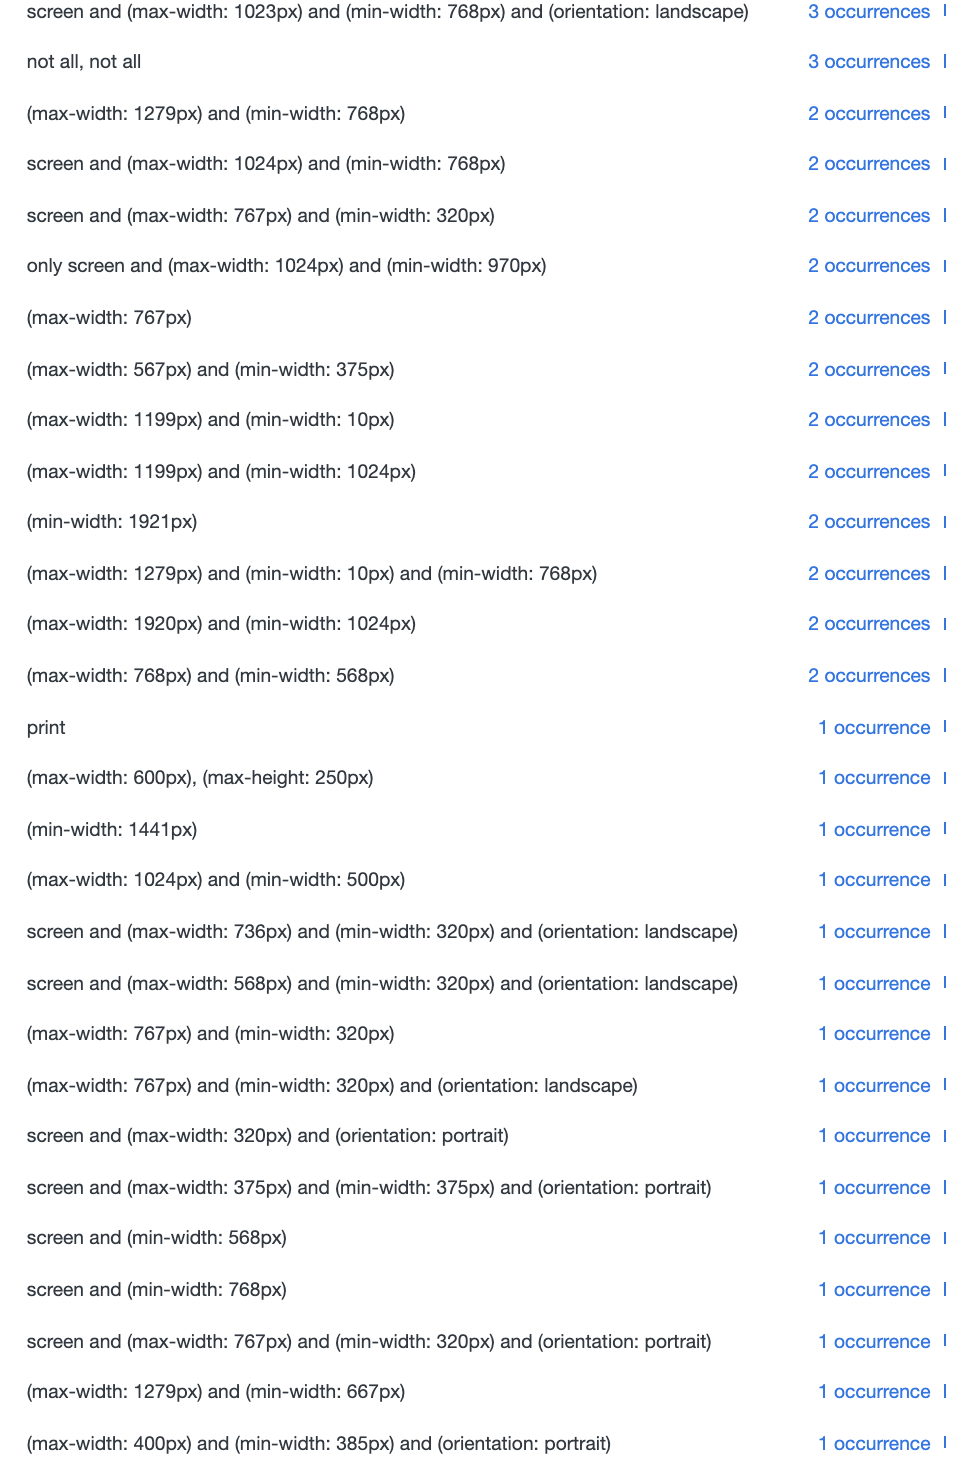 screen and (max-width: 1023px) and (min-width: 768px) and (orientation: landscape) 3 occurrences
not all, not all 3 occurrences
(max-width: 1279px) and (min-width: 768px) 2 occurrences
screen and (max-width: 1024px) and (min-width: 768px) 2 occurrences
screen and (max-width: 767px) and (min-width: 320px) 2 occurrences
only screen and (max-width: 1024px) and (min-width: 970px) 2 occurrences
(max-width: 767px) 2 occurrences
(max-width: 567px) and (min-width: 375px) 2 occurrences
(max-width: 1199px) and (min-width: 10px) 2 occurrences
(max-width: 1199px) and (min-width: 1024px) 2 occurrences
(min-width: 1921px) 2 occurrences
(max-width: 1279px) and (min-width: 10px) and (min-width: 768px) 2 occurrences
(max-width: 1920px) and (min-width: 1024px) 2 occurrences
(max-width: 768px) and (min-width: 568px) 2 occurrences
print 1 occurrence
(max-width: 600px), (max-height: 250px) 1 occurrence
(min-width: 1441px) 1 occurrence
(max-width: 1024px) and (min-width: 500px) 1 occurrence
screen and (max-width: 736px) and (min-width: 320px) and (orientation: landscape) 1 occurrence
screen and (max-width: 568px) and (min-width: 320px) and (orientation: landscape) 1 occurrence
(max-width: 767px) and (min-width: 320px) 1 occurrence
(max-width: 767px) and (min-width: 320px) and (orientation: landscape) 1 occurrence
screen and (max-width: 320px) and (orientation: portrait) 1 occurrence
screen and (max-width: 375px) and (min-width: 375px) and (orientation: portrait) 1 occurrence
screen and (min-width: 568px) 1 occurrence
screen and (min-width: 768px) 1 occurrence
screen and (max-width: 767px) and (min-width: 320px) and (orientation: portrait) 1 occurrence
(max-width: 1279px) and (min-width: 667px) 1 occurrence
(max-width: 400px) and (min-width: 385px) and (orientation: portrait) 1 occurrence